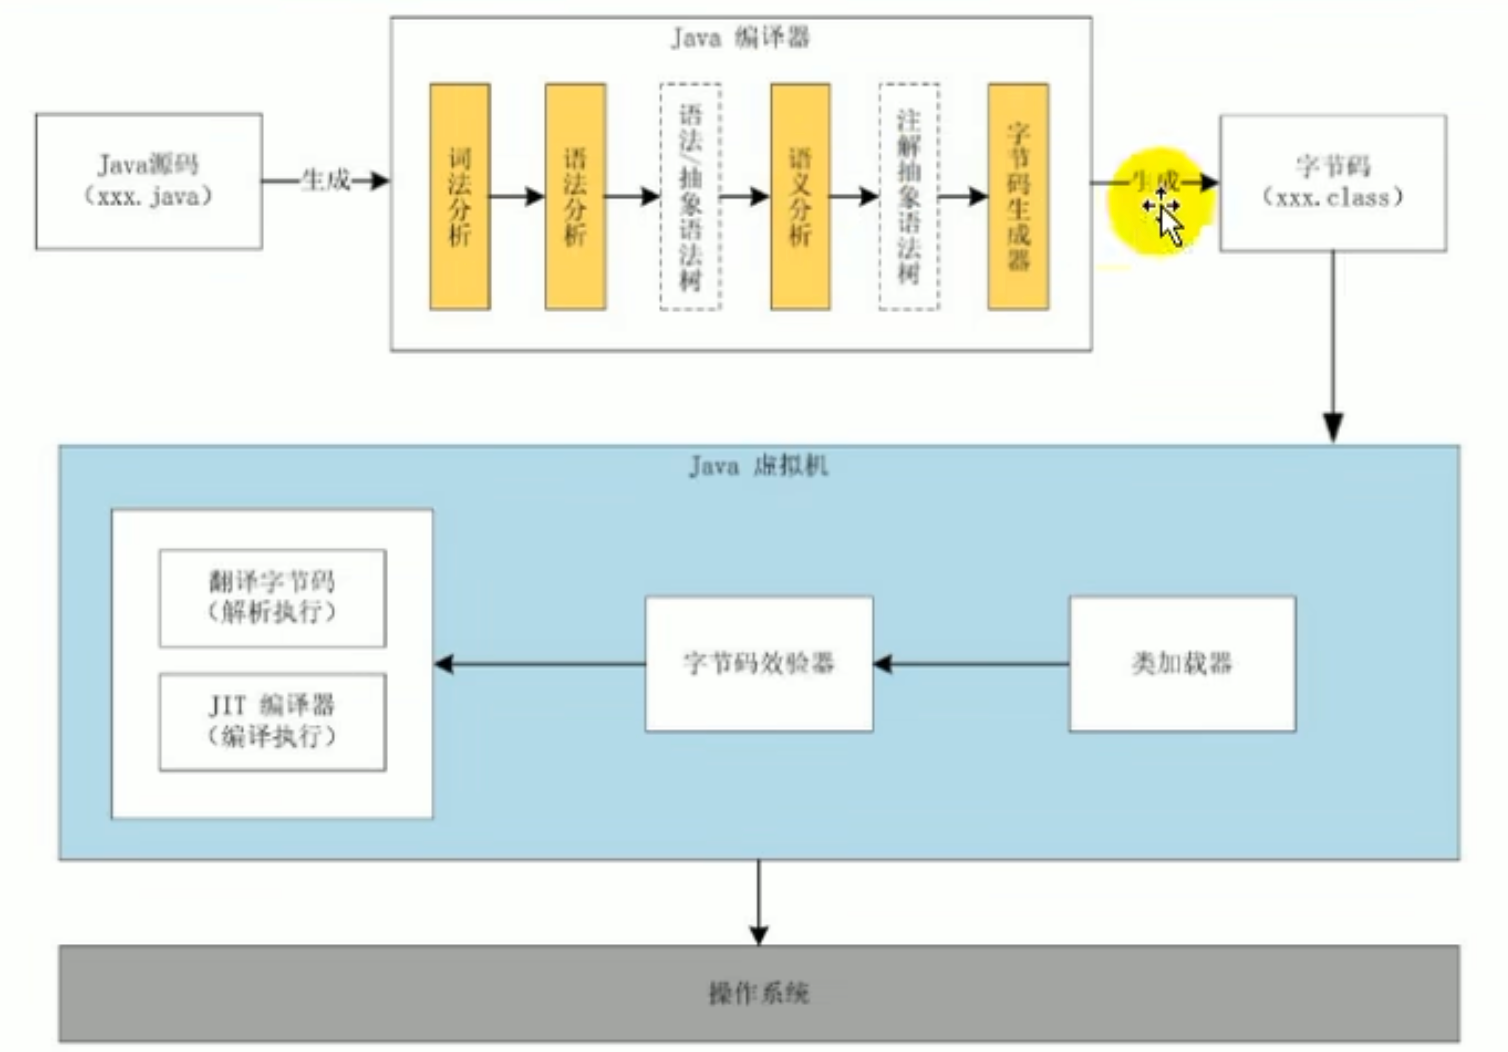 Java 编译器
Java源码
（xxx.java）
生成
词法分析
语法分析
语法/抽象语法树
语义分析
注解抽象语法树
字节码生成器
生成
字节码
（xxx.class）
Java 虚拟机
翻译字节码
（解析执行）
JIT 编译器
（编译执行）
字节码效验器
类加载器
操作系统